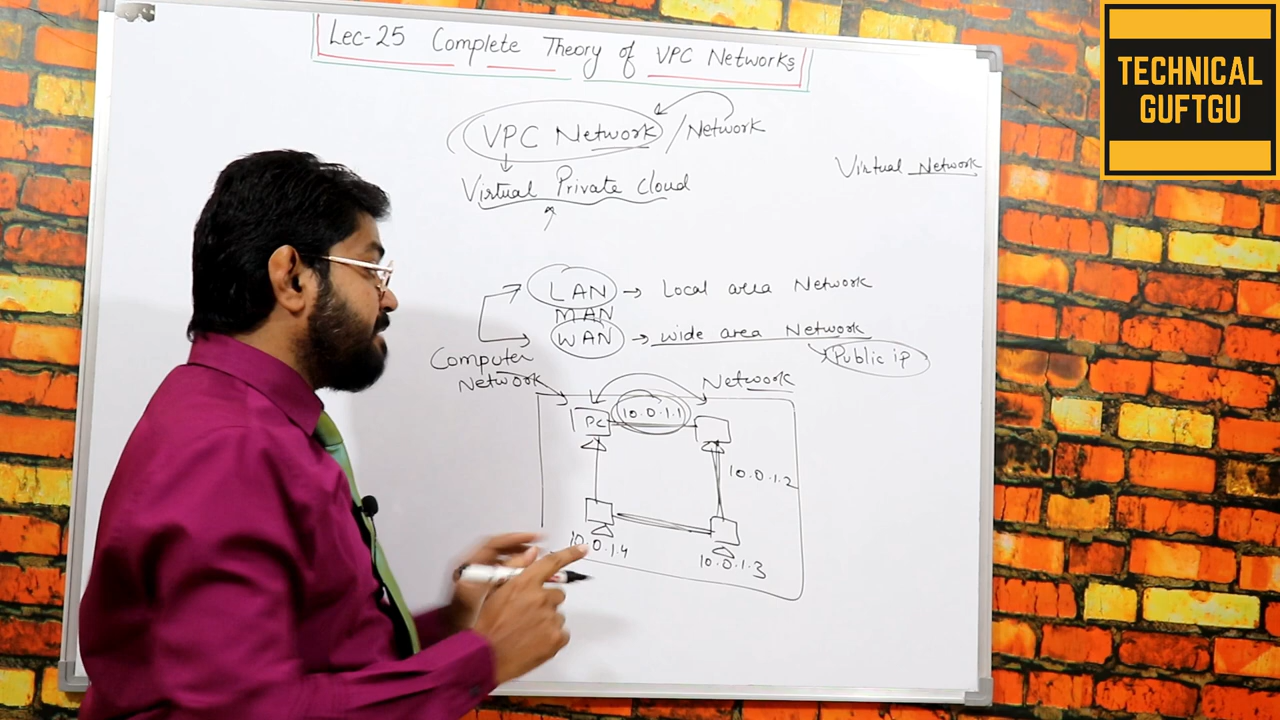 Lec-25 Complete Theory of VPC Networks
TECHNICAL
GUFTGU
VPC Network / Network
Virtual Network
Virtual Private Cloud
LAN → Local area Network
MAN
WAN → wide area Network
Public ip
Computer
Network
Network
PC
10.0.1.1
10.0.1.2
10.0.1.4
10.0.1.3